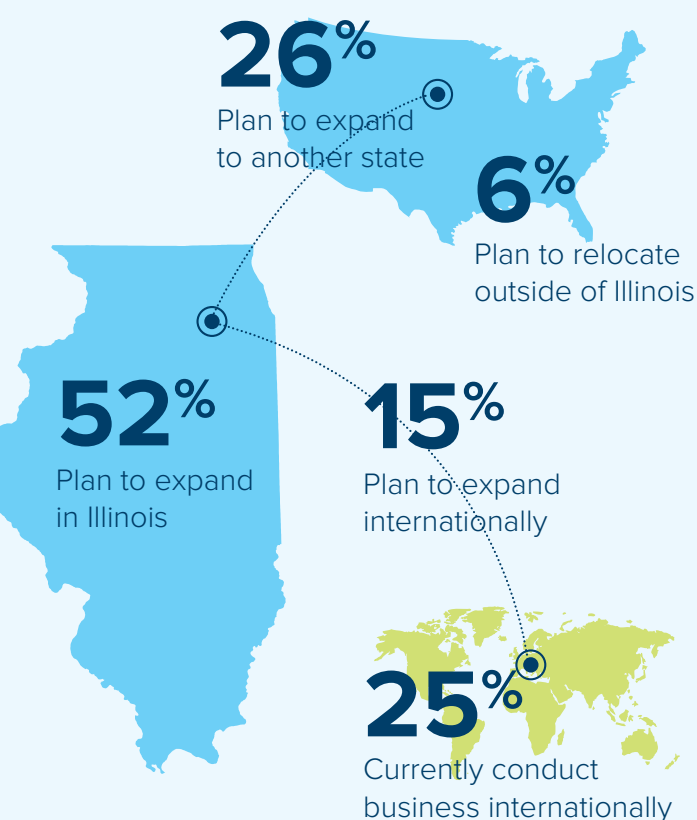 26%
Plan to expand
to another state
6%
Plan to relocate
outside of Illinois
52%
Plan to expand
in Illinois
15%
Plan to expand
internationally
25%
Currently conduct
business internationally